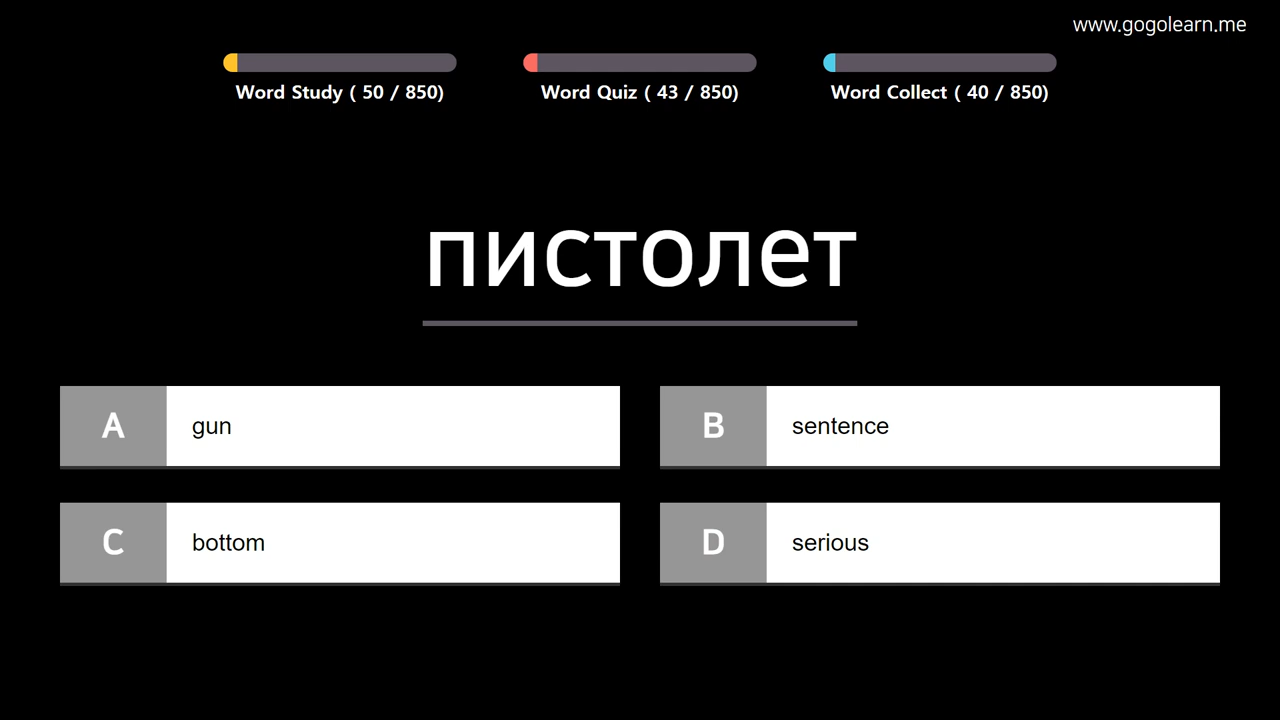 www.gogolearn.me
Word Study ( 50 / 850)
Word Quiz ( 43 / 850)
Word Collect ( 40 / 850)
пистолет
A gun
B sentence
C bottom
D serious